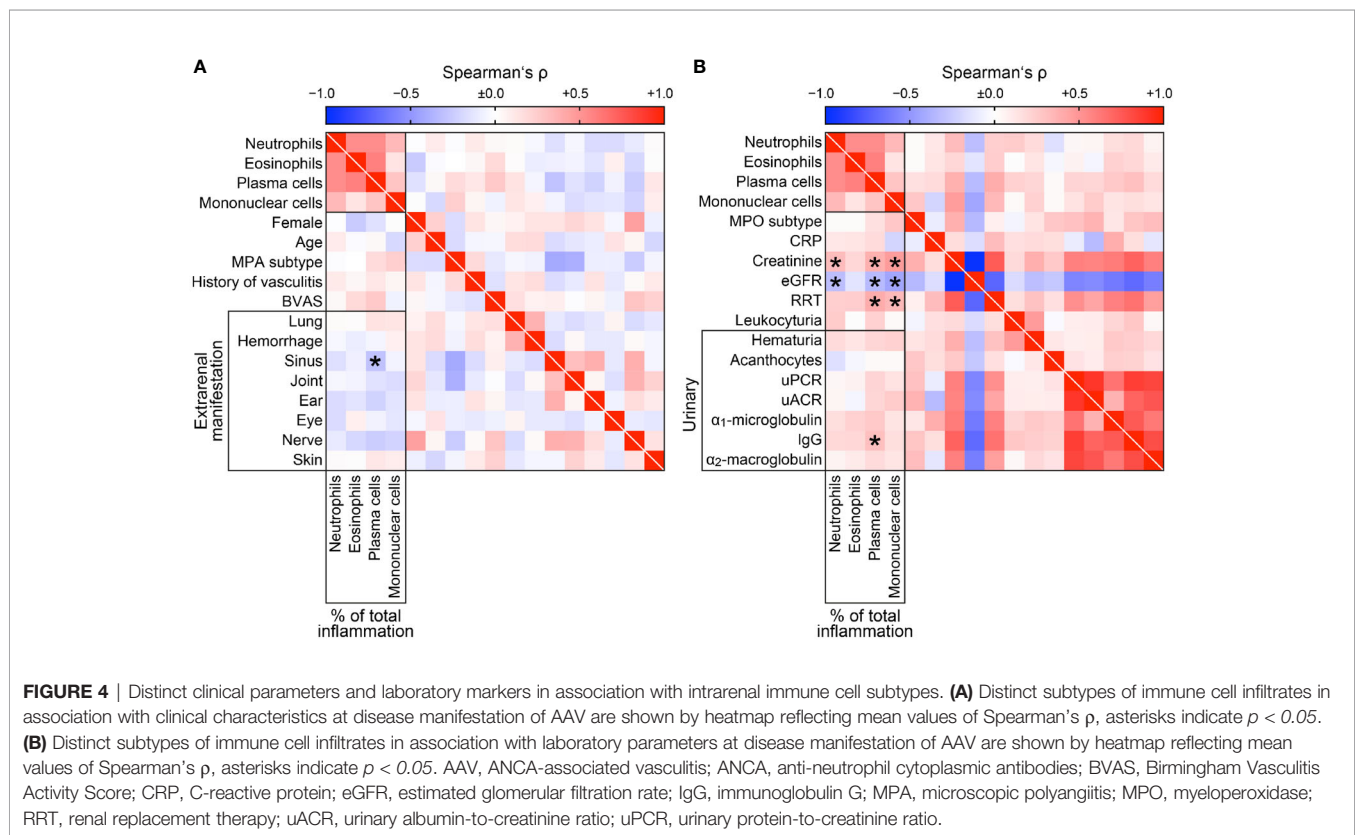 A
Spearman‘s ρ
−1.0 −0.5 ±0.0 +0.5 +1.0
Neutrophils
Eosinophils
Plasma cells
Mononuclear cells
Female
Age
MPA subtype
History of vasculitis
BVAS
Extrarenal
manifestation
Lung
Hemorrhage
Sinus *
Joint
Ear
Eye
Nerve
Skin
Neutrophils
Eosinophils
Plasma cells
Mononuclear cells
% of total
inflammation
B
Spearman‘s ρ
−1.0 −0.5 ±0.0 +0.5 +1.0
Neutrophils
Eosinophils
Plasma cells
Mononuclear cells
MPO subtype
CRP
Creatinine * * *
eGFR * * *
RRT * *
Leukocyturia
Urinary
Hematuria
Acanthocytes
uPCR
uACR
α1-microglobulin
IgG *
α2-macroglobulin
Neutrophils
Eosinophils
Plasma cells
Mononuclear cells
% of total
inflammation
FIGURE 4 | Distinct clinical parameters and laboratory markers in association with intrarenal immune cell subtypes. (A) Distinct subtypes of immune cell infiltrates in
association with clinical characteristics at disease manifestation of AAV are shown by heatmap reflecting mean values of Spearman’s ρ, asterisks indicate p < 0.05.
(B) Distinct subtypes of immune cell infiltrates in association with laboratory parameters at disease manifestation of AAV are shown by heatmap reflecting mean
values of Spearman’s ρ, asterisks indicate p < 0.05. AAV, ANCA-associated vasculitis; ANCA, anti-neutrophil cytoplasmic antibodies; BVAS, Birmingham Vasculitis
Activity Score; CRP, C-reactive protein; eGFR, estimated glomerular filtration rate; IgG, immunoglobulin G; MPA, microscopic polyangiitis; MPO, myeloperoxidase;
RRT, renal replacement therapy; uACR, urinary albumin-to-creatinine ratio; uPCR, urinary protein-to-creatinine ratio.